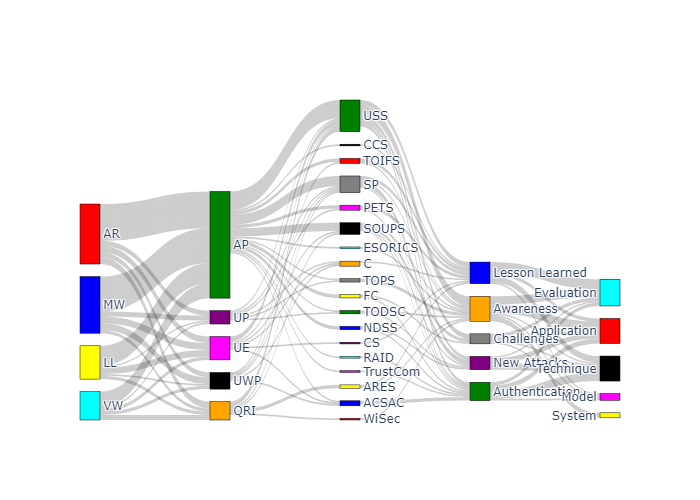 AR
MW
LL
VW
AP
UP
UE
UWP
QRI
USS
CCS
TOIFS
SP
PETS
SOUPS
ESORICS
C
TOPS
FC
TODSC
NDSS
CS
RAID
TrustCom
ARES
ACSAC
WiSec
Lesson Learned
Awareness
Challenges
New Attacks
Authentication
Evaluation
Application
Technique
Model
System